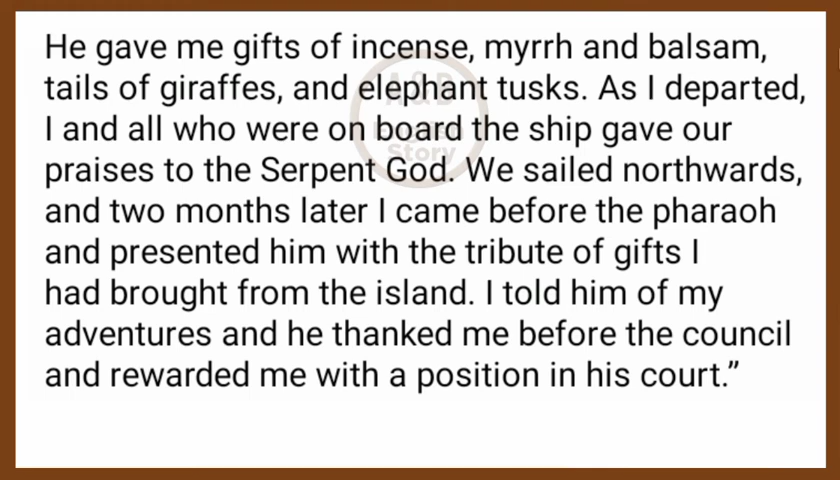 He gave me gifts of incense, myrrh and balsam,
tails of giraffes, and elephant tusks. As I departed,
I and all who were on board the ship gave our
praises to the Serpent God. We sailed northwards,
and two months later I came before the pharaoh
and presented him with the tribute of gifts I
had brought from the island. I told him of my
adventures and he thanked me before the council
and rewarded me with a position in his court.”
A & D
Story